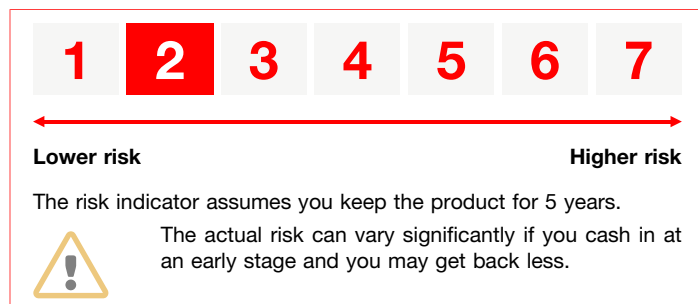 1 2 3 4 5 6 7
Lower risk Higher risk
The risk indicator assumes you keep the product for 5 years.
The actual risk can vary significantly if you cash in at
an early stage and you may get back less.